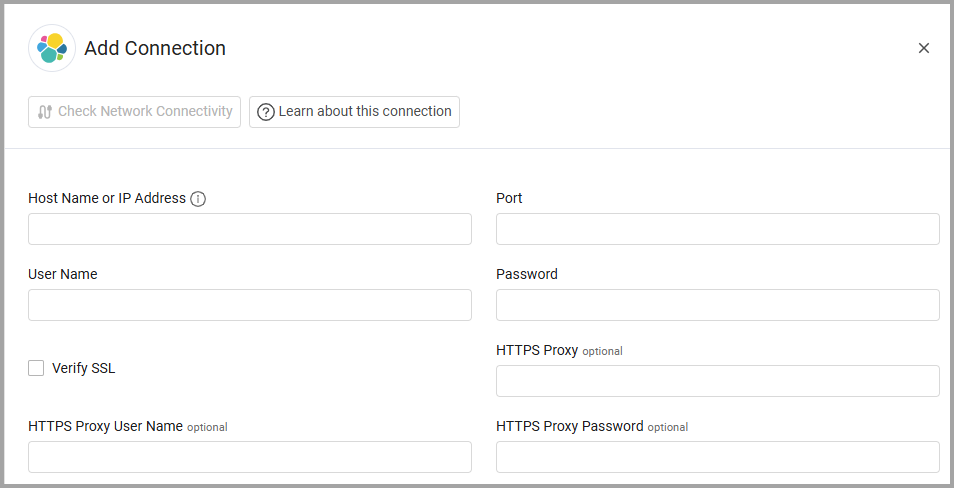 Add Connection
Check Network Connectivity
Learn about this connection
Host Name or IP Address
Port
User Name
Password
Verify SSL
HTTPS Proxy optional
HTTPS Proxy User Name optional
HTTPS Proxy Password optional